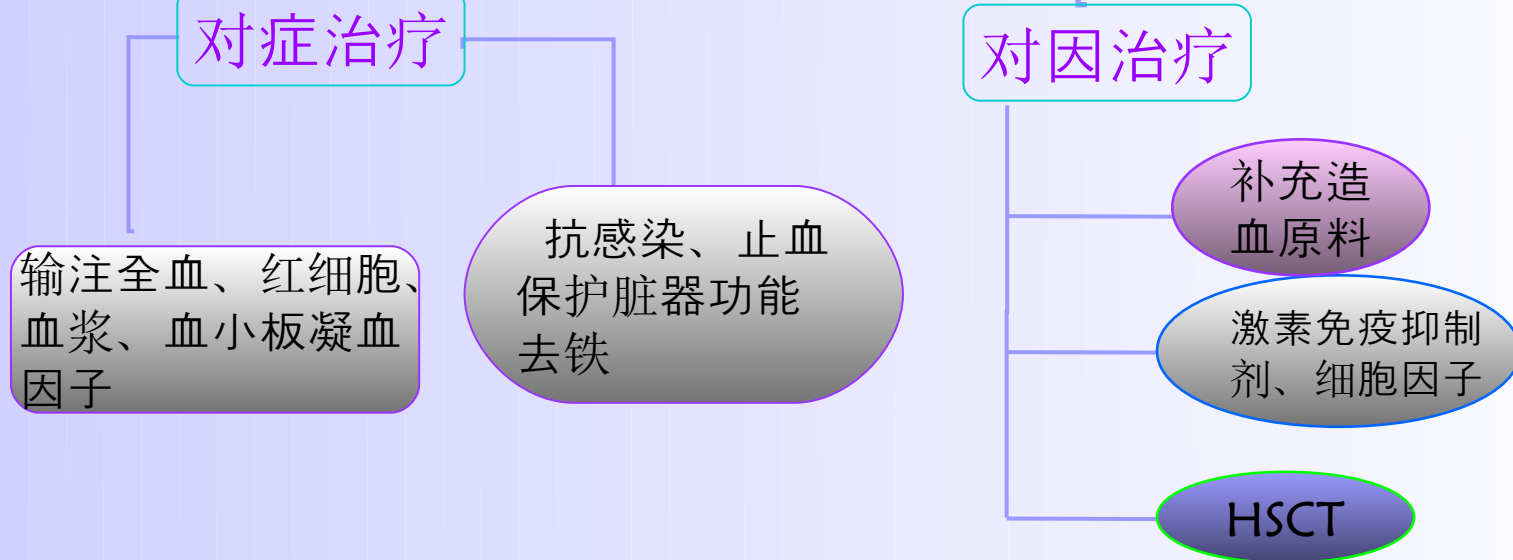 对症治疗
对因治疗
输注全血、红细胞、
血浆、血小板凝血
因子
抗感染、止血
保护脏器功能
去铁
补充造
血原料
激素免疫抑制
剂、细胞因子
HSCT